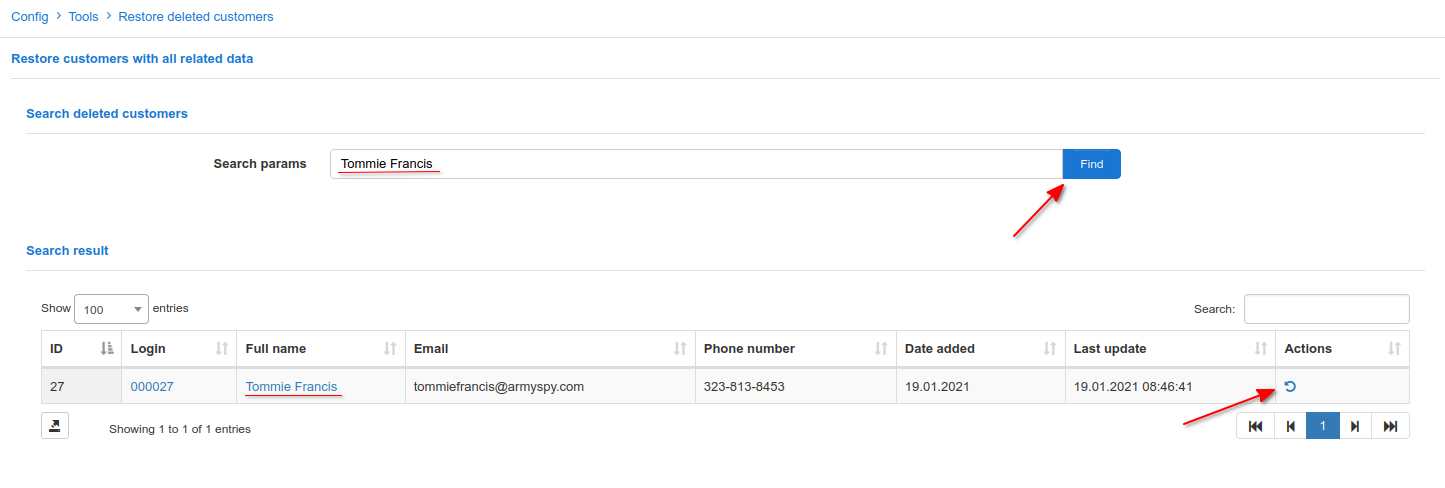 Config > Tools > Restore deleted customers
Restore customers with all related data
Search deleted customers
Search params Tommie Francis Find
Search result
Show 100 entries Search:
ID Login Full name Email Phone number Date added Last update Actions
27 000027 Tommie Francis tommiefrancis@armyspy.com 323-813-8453 19.01.2021 19.01.2021 08:46:41
Showing 1 to 1 of 1 entries 1